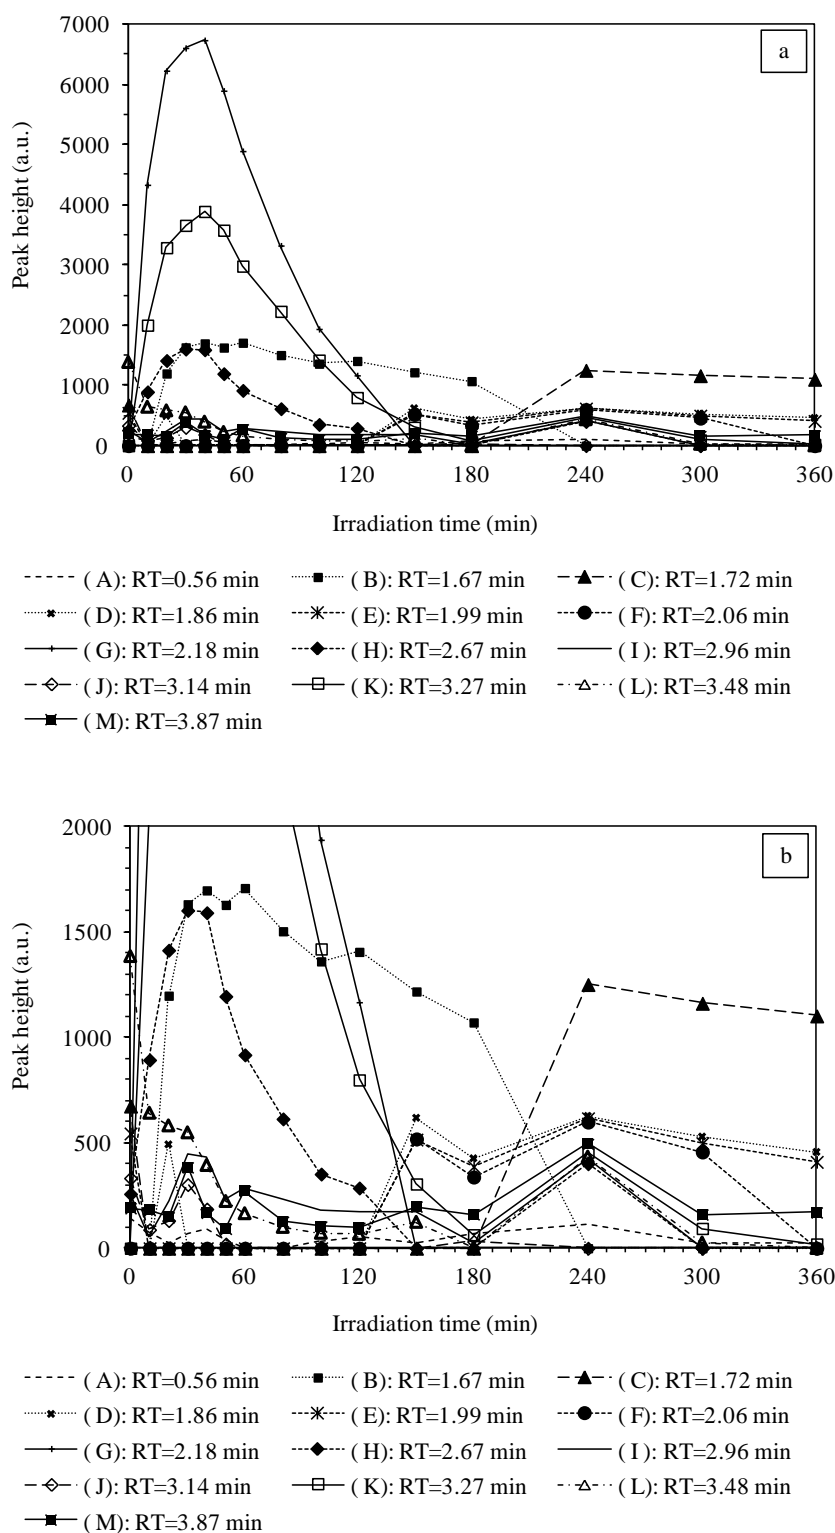 7000
a
6000
5000
4000
3000
2000
1000
0
Peak height (a.u.)
0 60 120 180 240 300 360
Irradiation time (min)
(A): RT=0.56 min (B): RT=1.67 min (C): RT=1.72 min
(D): RT=1.86 min (E): RT=1.99 min (F): RT=2.06 min
(G): RT=2.18 min (H): RT=2.67 min (I): RT=2.96 min
(J): RT=3.14 min (K): RT=3.27 min (L): RT=3.48 min
(M): RT=3.87 min
2000
b
1500
1000
500
0
Peak height (a.u.)
0 60 120 180 240 300 360
Irradiation time (min)
(A): RT=0.56 min (B): RT=1.67 min (C): RT=1.72 min
(D): RT=1.86 min (E): RT=1.99 min (F): RT=2.06 min
(G): RT=2.18 min (H): RT=2.67 min (I): RT=2.96 min
(J): RT=3.14 min (K): RT=3.27 min (L): RT=3.48 min
(M): RT=3.87 min